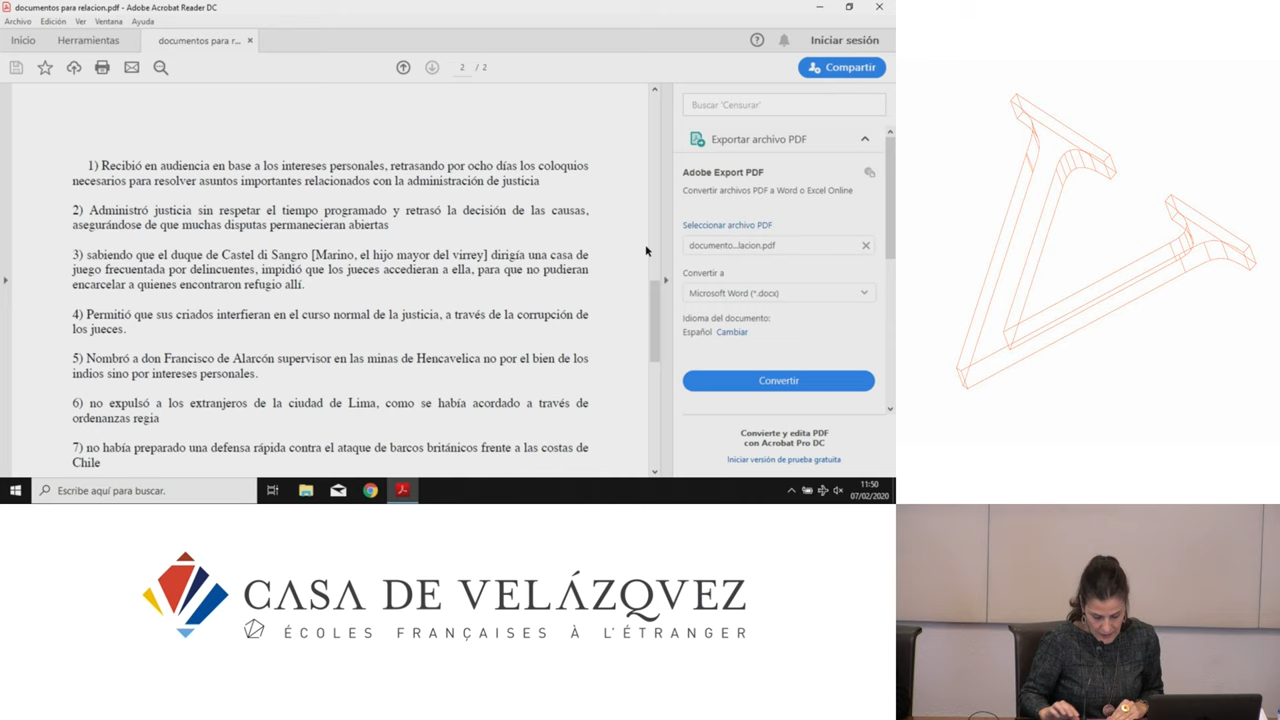 documentos para relacion.pdf - Adobe Acrobat Reader DC
Archivo Edición Ver Ventana Ayuda
Inicio Herramientas documentos para r... × Iniciar sesión
2 / 2 Compartir
1) Recibió en audiencia en base a los intereses personales, retrasando por ocho días los coloquios
necesarios para resolver asuntos importantes relacionados con la administración de justicia
2) Administró justicia sin respetar el tiempo programado y retrasó la decisión de las causas,
asegurándose de que muchas disputas permanecieran abiertas
3) sabiendo que el duque de Castel di Sangro [Marino, el hijo mayor del virrey] dirigía una casa de
juego frecuentada por delincuentes, impidió que los jueces accedieran a ella, para que no pudieran
encarcelar a quienes encontraron refugio allí.
4) Permitió que sus criados interfieran en el curso normal de la justicia, a través de la corrupción de
los jueces.
5) Nombró a don Francisco de Alarcón supervisor en las minas de Hencavelica no por el bien de los
indios sino por intereses personales.
6) no expulsó a los extranjeros de la ciudad de Lima, como se había acordado a través de
ordenanzas regia
7) no había preparado una defensa rápida contra el ataque de barcos británicos frente a las costas de
Chile
Buscar 'Censurar'
Exportar archivo PDF
Adobe Export PDF
Convertir archivos PDF a Word o Excel Online
Seleccionar archivo PDF
documento...lacion.pdf
Convertir a
Microsoft Word (*.docx)
Idioma del documento:
Español Cambiar
Convertir
Convierte y edita PDF
con Acrobat Pro DC
Iniciar versión de prueba gratuita
Escribe aquí para buscar.
11:50
07/02/2020
CASA DE VELÁZQVEZ
ÉCOLES FRANÇAISES À L'ÉTRANGER